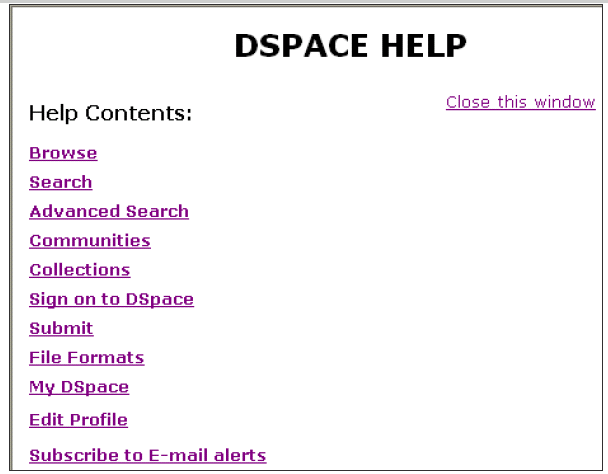 DSPACE HELP
Close this window
Help Contents:
Browse
Search
Advanced Search
Communities
Collections
Sign on to DSpace
Submit
File Formats
My DSpace
Edit Profile
Subscribe to E-mail alerts